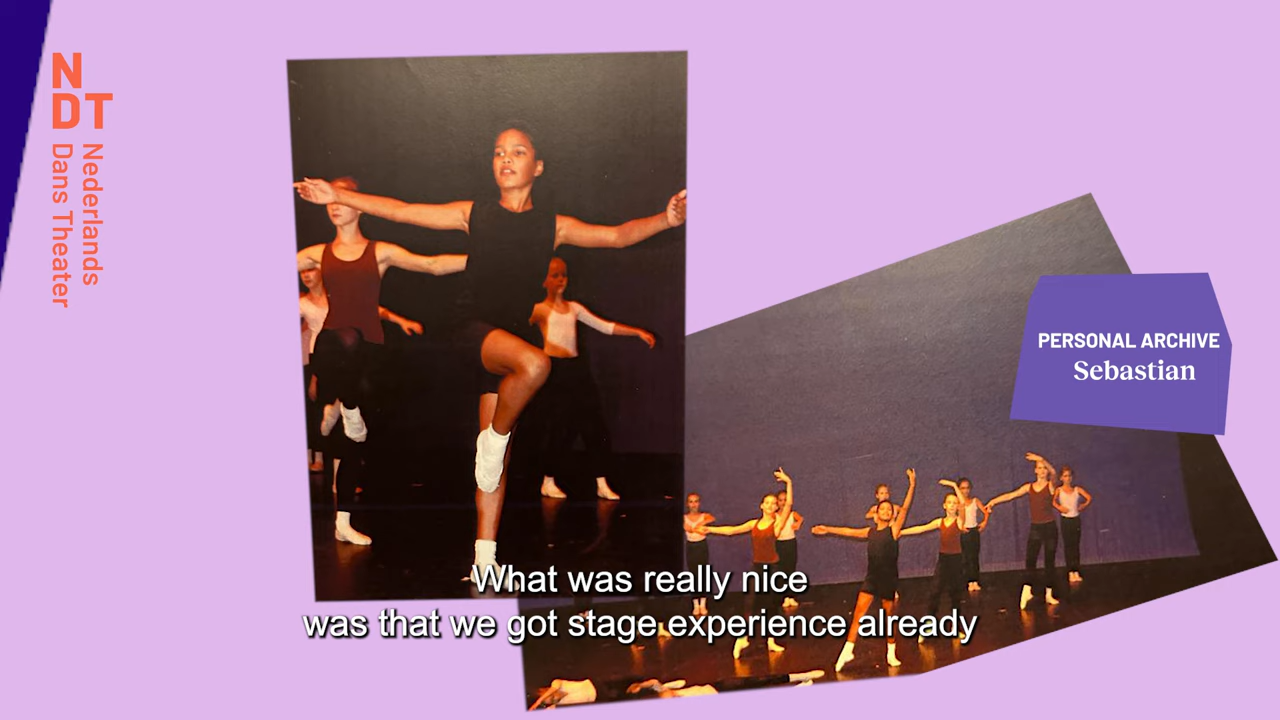 N
DT
Nederlands
Dans Theater
PERSONAL ARCHIVE
Sebastian
What was really nice
was that we got stage experience already